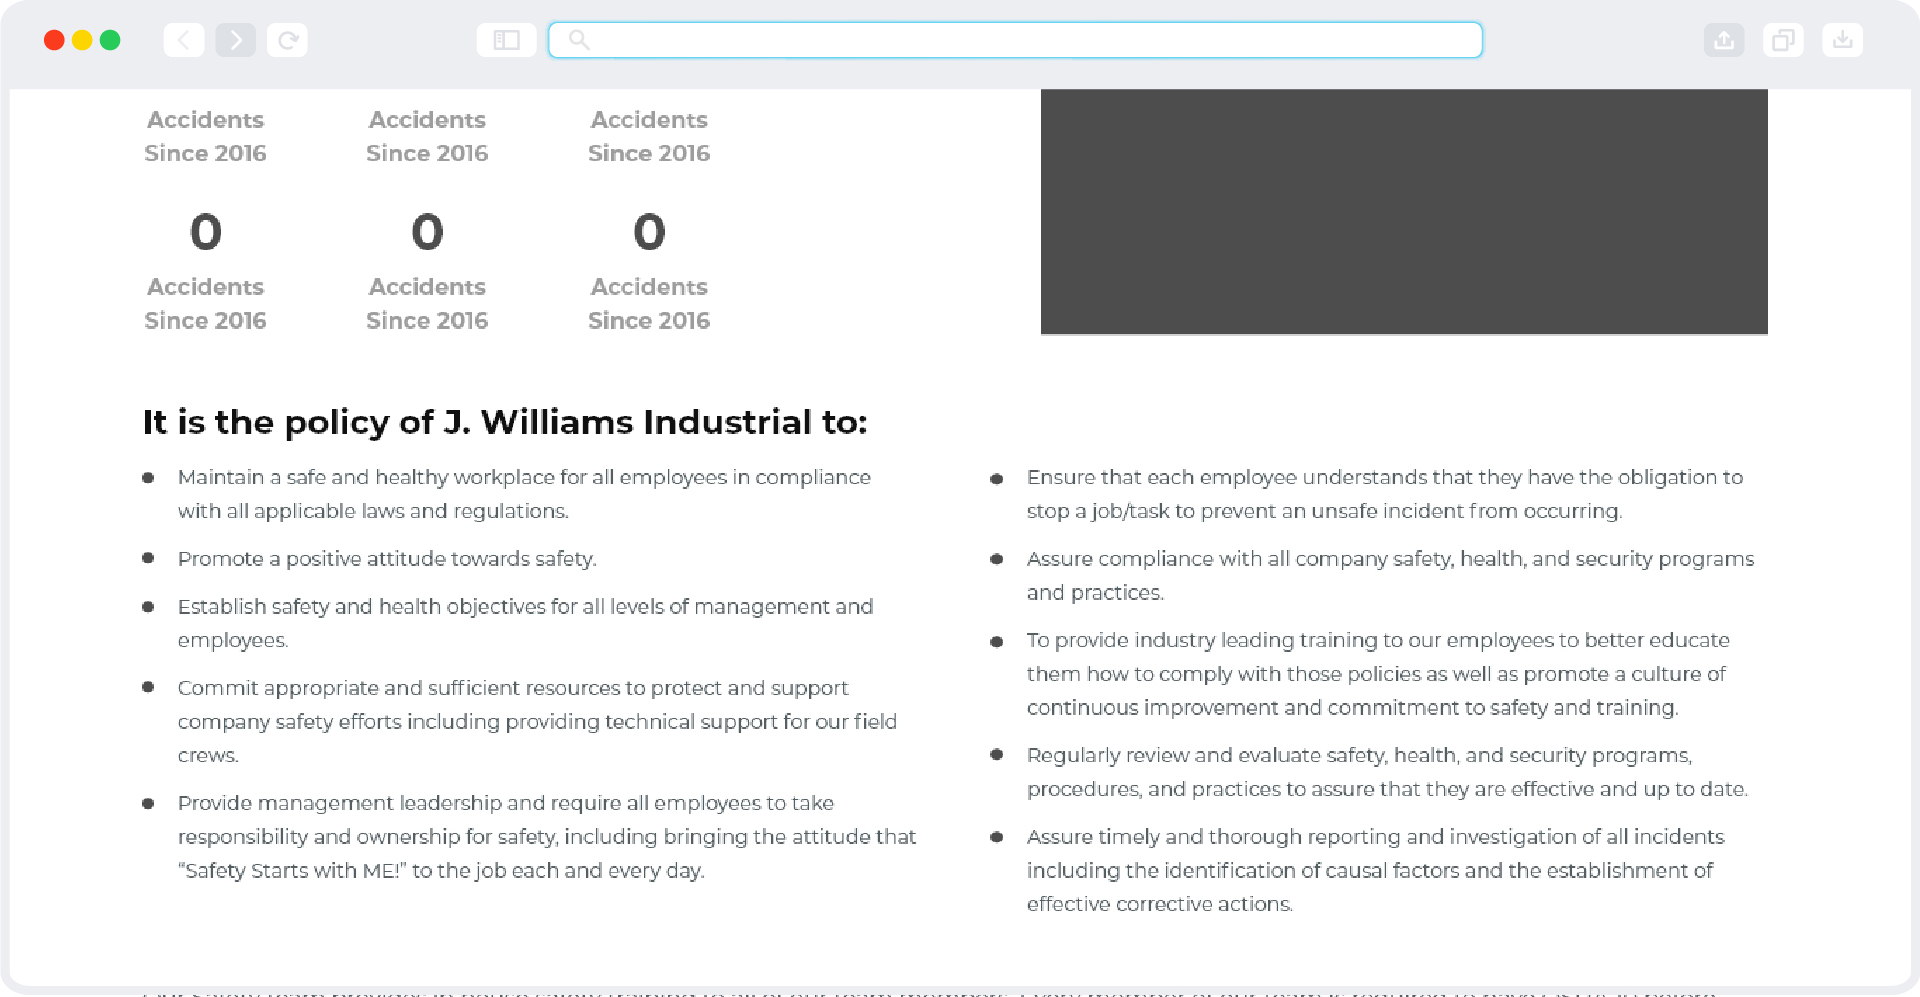 Accidents Accidents Accidents
Since 2016 Since 2016 Since 2016
0 0 0
Accidents Accidents Accidents
Since 2016 Since 2016 Since 2016
It is the policy of J. Williams Industrial to:
Maintain a safe and healthy workplace for all employees in compliance
with all applicable laws and regulations.
Promote a positive attitude towards safety.
Establish safety and health objectives for all levels of management and
employees.
Commit appropriate and sufficient resources to protect and support
company safety efforts including providing technical support for our field
crews.
Provide management leadership and require all employees to take
responsibility and ownership for safety, including bringing the attitude that
“Safety Starts with ME!” to the job each and every day.
Ensure that each employee understands that they have the obligation to
stop a job/task to prevent an unsafe incident from occurring.
Assure compliance with all company safety, health, and security programs
and practices.
To provide industry leading training to our employees to better educate
them how to comply with those policies as well as promote a culture of
continuous improvement and commitment to safety and training.
Regularly review and evaluate safety, health, and security programs,
procedures, and practices to assure that they are effective and up to date.
Assure timely and thorough reporting and investigation of all incidents
including the identification of causal factors and the establishment of
effective corrective actions.